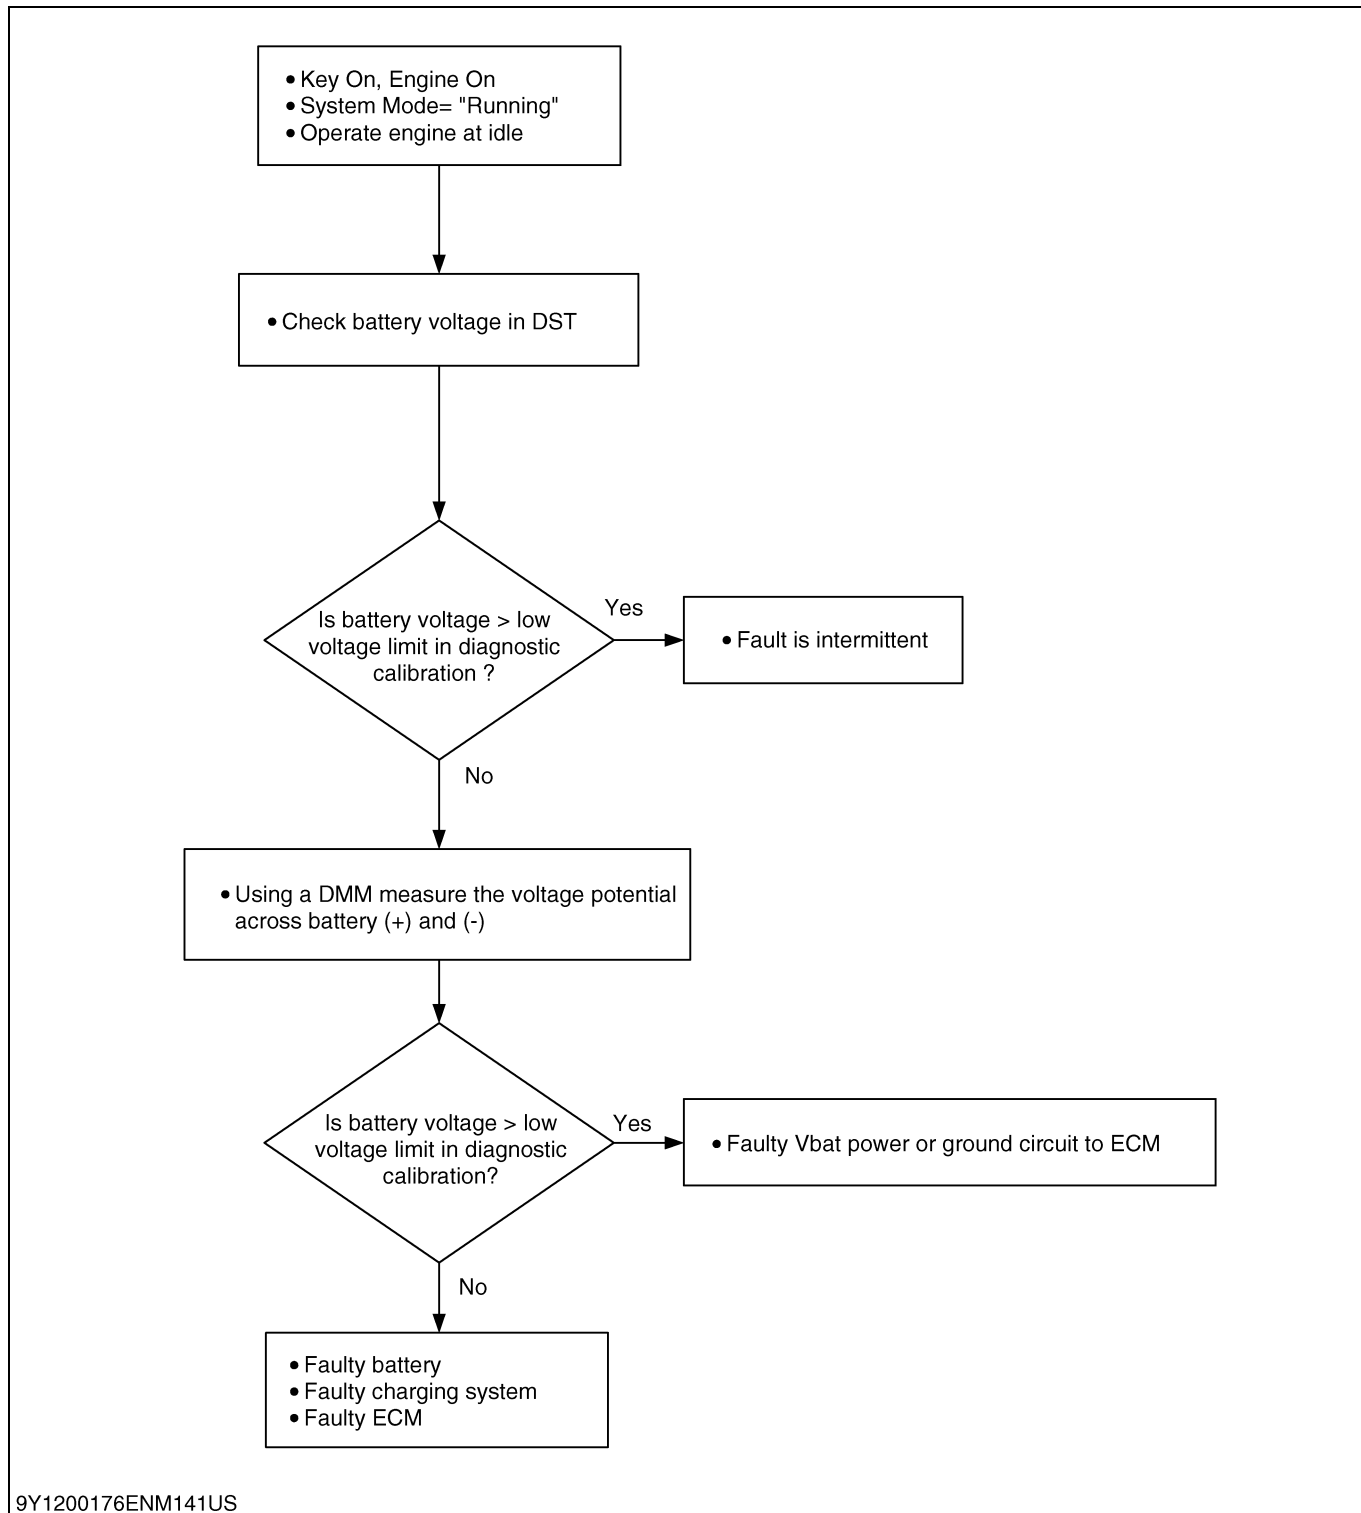 • Key On, Engine On
• System Mode= "Running"
• Operate engine at idle
• Check battery voltage in DST
Is battery voltage > low
voltage limit in diagnostic
calibration ?
Yes
• Fault is intermittent
No
• Using a DMM measure the voltage potential
across battery (+) and (-)
Is battery voltage > low
voltage limit in diagnostic
calibration?
Yes
• Faulty Vbat power or ground circuit to ECM
No
• Faulty battery
• Faulty charging system
• Faulty ECM
9Y1200176ENM141US